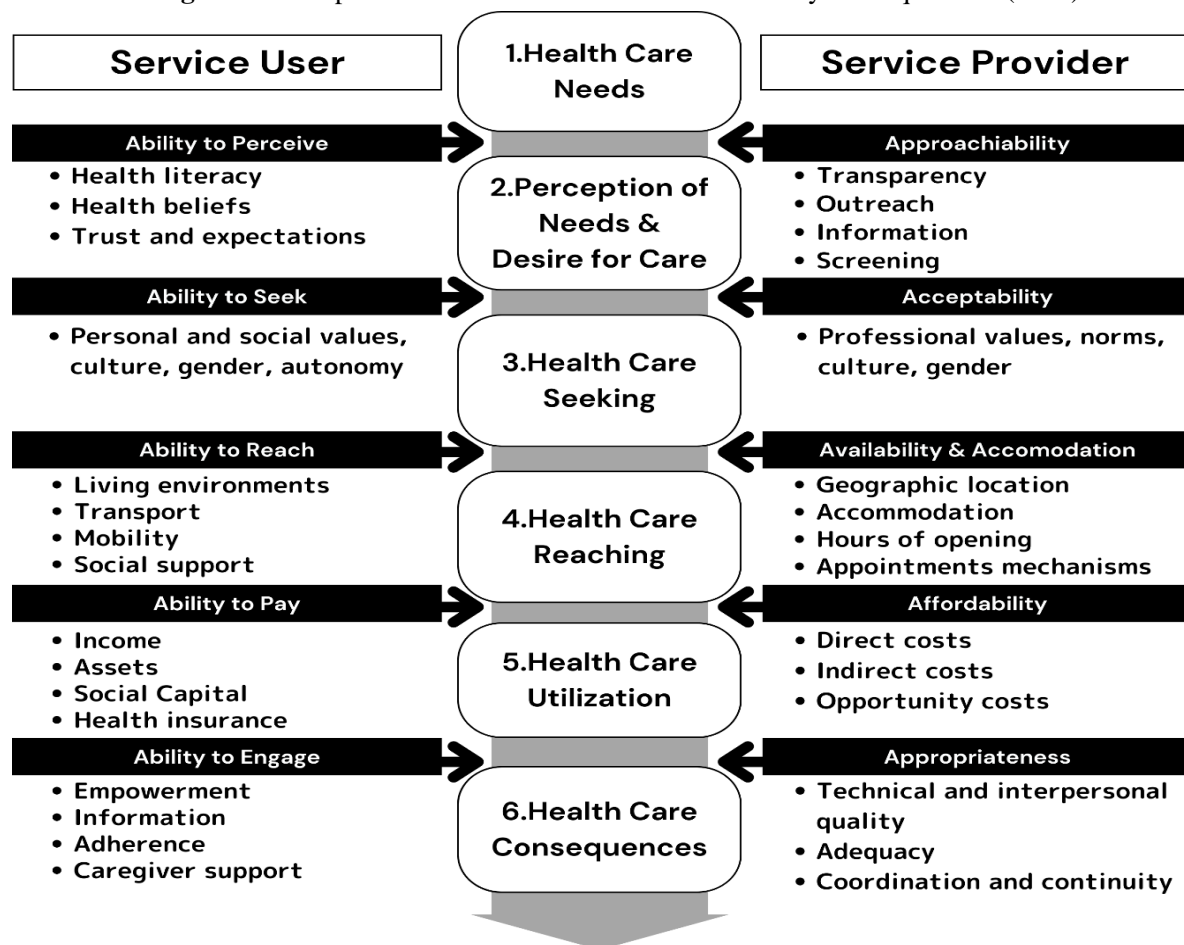 Service User
1.Health Care
Needs
Service Provider
Ability to Perceive
• Health literacy
• Health beliefs
• Trust and expectations
2.Perception of
Needs &
Desire for Care
Approachiability
• Transparency
• Outreach
• Information
• Screening
Ability to Seek
• Personal and social values,
culture, gender, autonomy
3.Health Care
Seeking
Acceptability
• Professional values, norms,
culture, gender
Ability to Reach
• Living environments
• Transport
• Mobility
• Social support
4.Health Care
Reaching
Availability & Accomodation
• Geographic location
• Accommodation
• Hours of opening
• Appointments mechanisms
Ability to Pay
• Income
• Assets
• Social Capital
• Health insurance
5.Health Care
Utilization
Affordability
• Direct costs
• Indirect costs
• Opportunity costs
Ability to Engage
• Empowerment
• Information
• Adherence
• Caregiver support
6.Health Care
Consequences
Appropriateness
• Technical and interpersonal
quality
• Adequacy
• Coordination and continuity